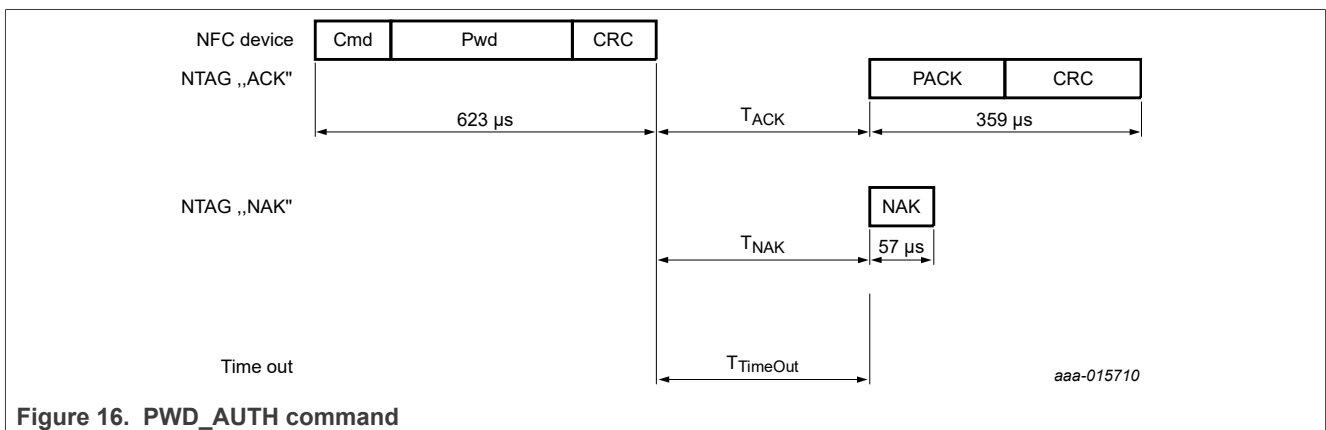 NFC device Cmd Pwd CRC
NTAG ,,ACK" PACK CRC
623 μs TACK 359 μs
NTAG ,,NAK" NAK
TNAK 57 μs
Time out TTimeOut
aaa-015710
Figure 16. PWD_AUTH command